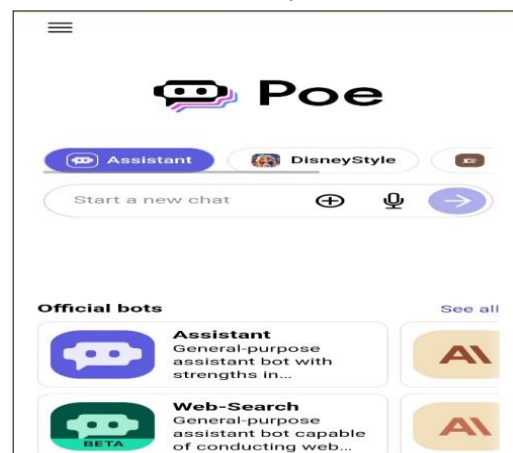 Poe
Assistant
DisneyStyle
Start a new chat
Official bots
See all
Assistant
General-purpose
assistant bot with
strengths in...
A\
Web-Search
General-purpose
assistant bot capable
of conducting web...
BETA
A\